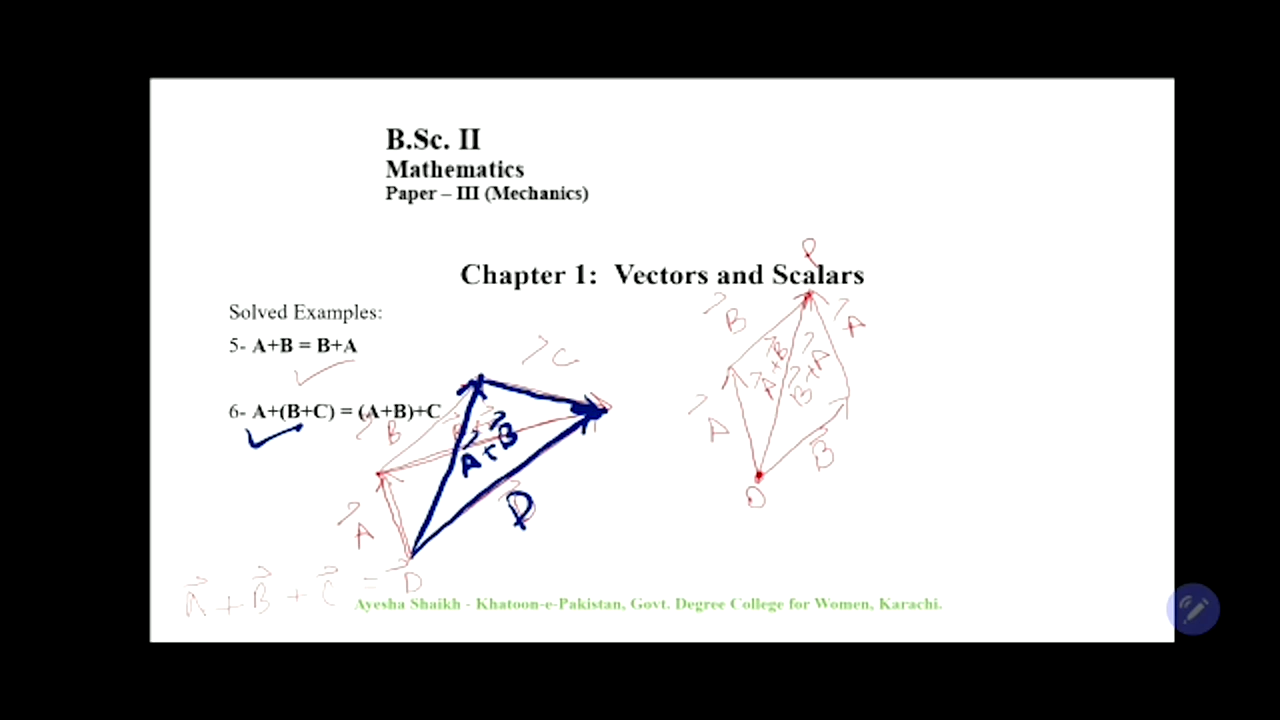 B.Sc. II
Mathematics
Paper – III (Mechanics)
Chapter 1: Vectors and Scalars
Solved Examples:
5- A+B = B+A
6- A+(B+C) = (A+B)+C
C
B
A
A+B
D
A + B + C = D
P
B
A
A+B
B+A
A
B
O
Ayesha Shaikh - Khatoon-e-Pakistan, Govt. Degree College for Women, Karachi.